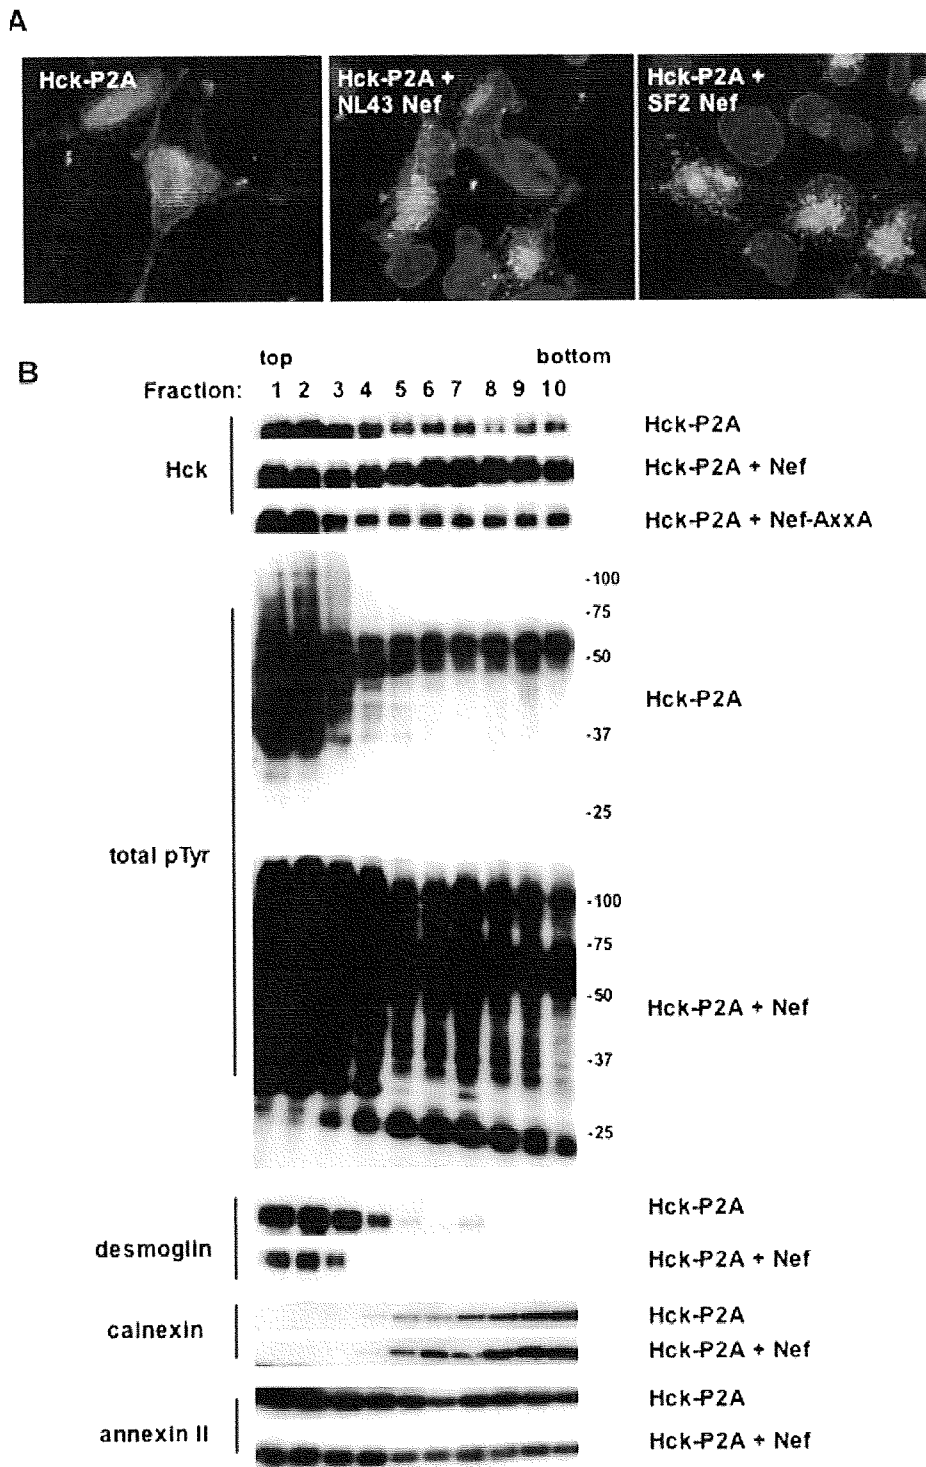 A
Hck-P2A
Hck-P2A +
NL43 Nef
Hck-P2A +
SF2 Nef
B
top bottom
Fraction: 1 2 3 4 5 6 7 8 9 10
Hck
Hck-P2A
Hck-P2A + Nef
Hck-P2A + Nef-AxxA
total pTyr
-100
-75
-50
-37
-25
Hck-P2A
-100
-75
-50
-37
-25
Hck-P2A + Nef
desmoglin
Hck-P2A
Hck-P2A + Nef
calnexin
Hck-P2A
Hck-P2A + Nef
annexin II
Hck-P2A
Hck-P2A + Nef